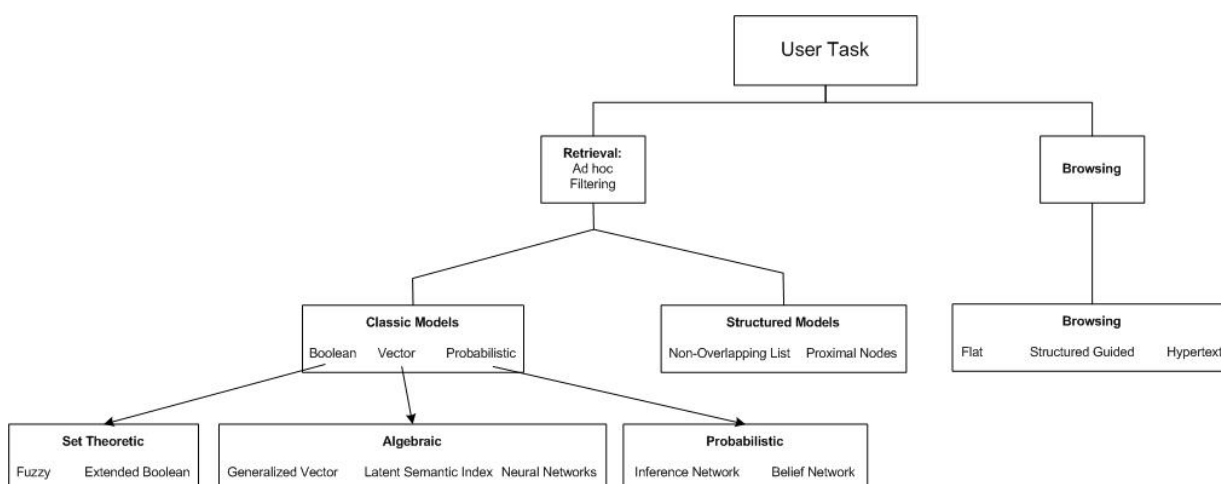 User Task
Retrieval:
Ad hoc
Filtering
Browsing
Classic Models
Boolean Vector Probabilistic
Structured Models
Non-Overlapping List Proximal Nodes
Browsing
Flat Structured Guided Hypertext
Set Theoretic
Fuzzy Extended Boolean
Algebraic
Generalized Vector Latent Semantic Index Neural Networks
Probabilistic
Inference Network Belief Network